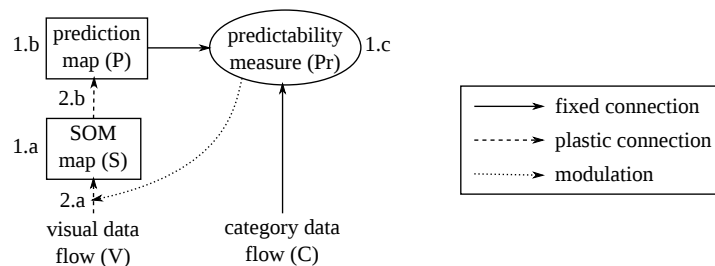 1.b
prediction
map (P)
predictability
measure (Pr)
1.c
2.b
1.a
SOM
map (S)
2.a
visual data
flow (V)
category data
flow (C)
fixed connection
plastic connection
modulation